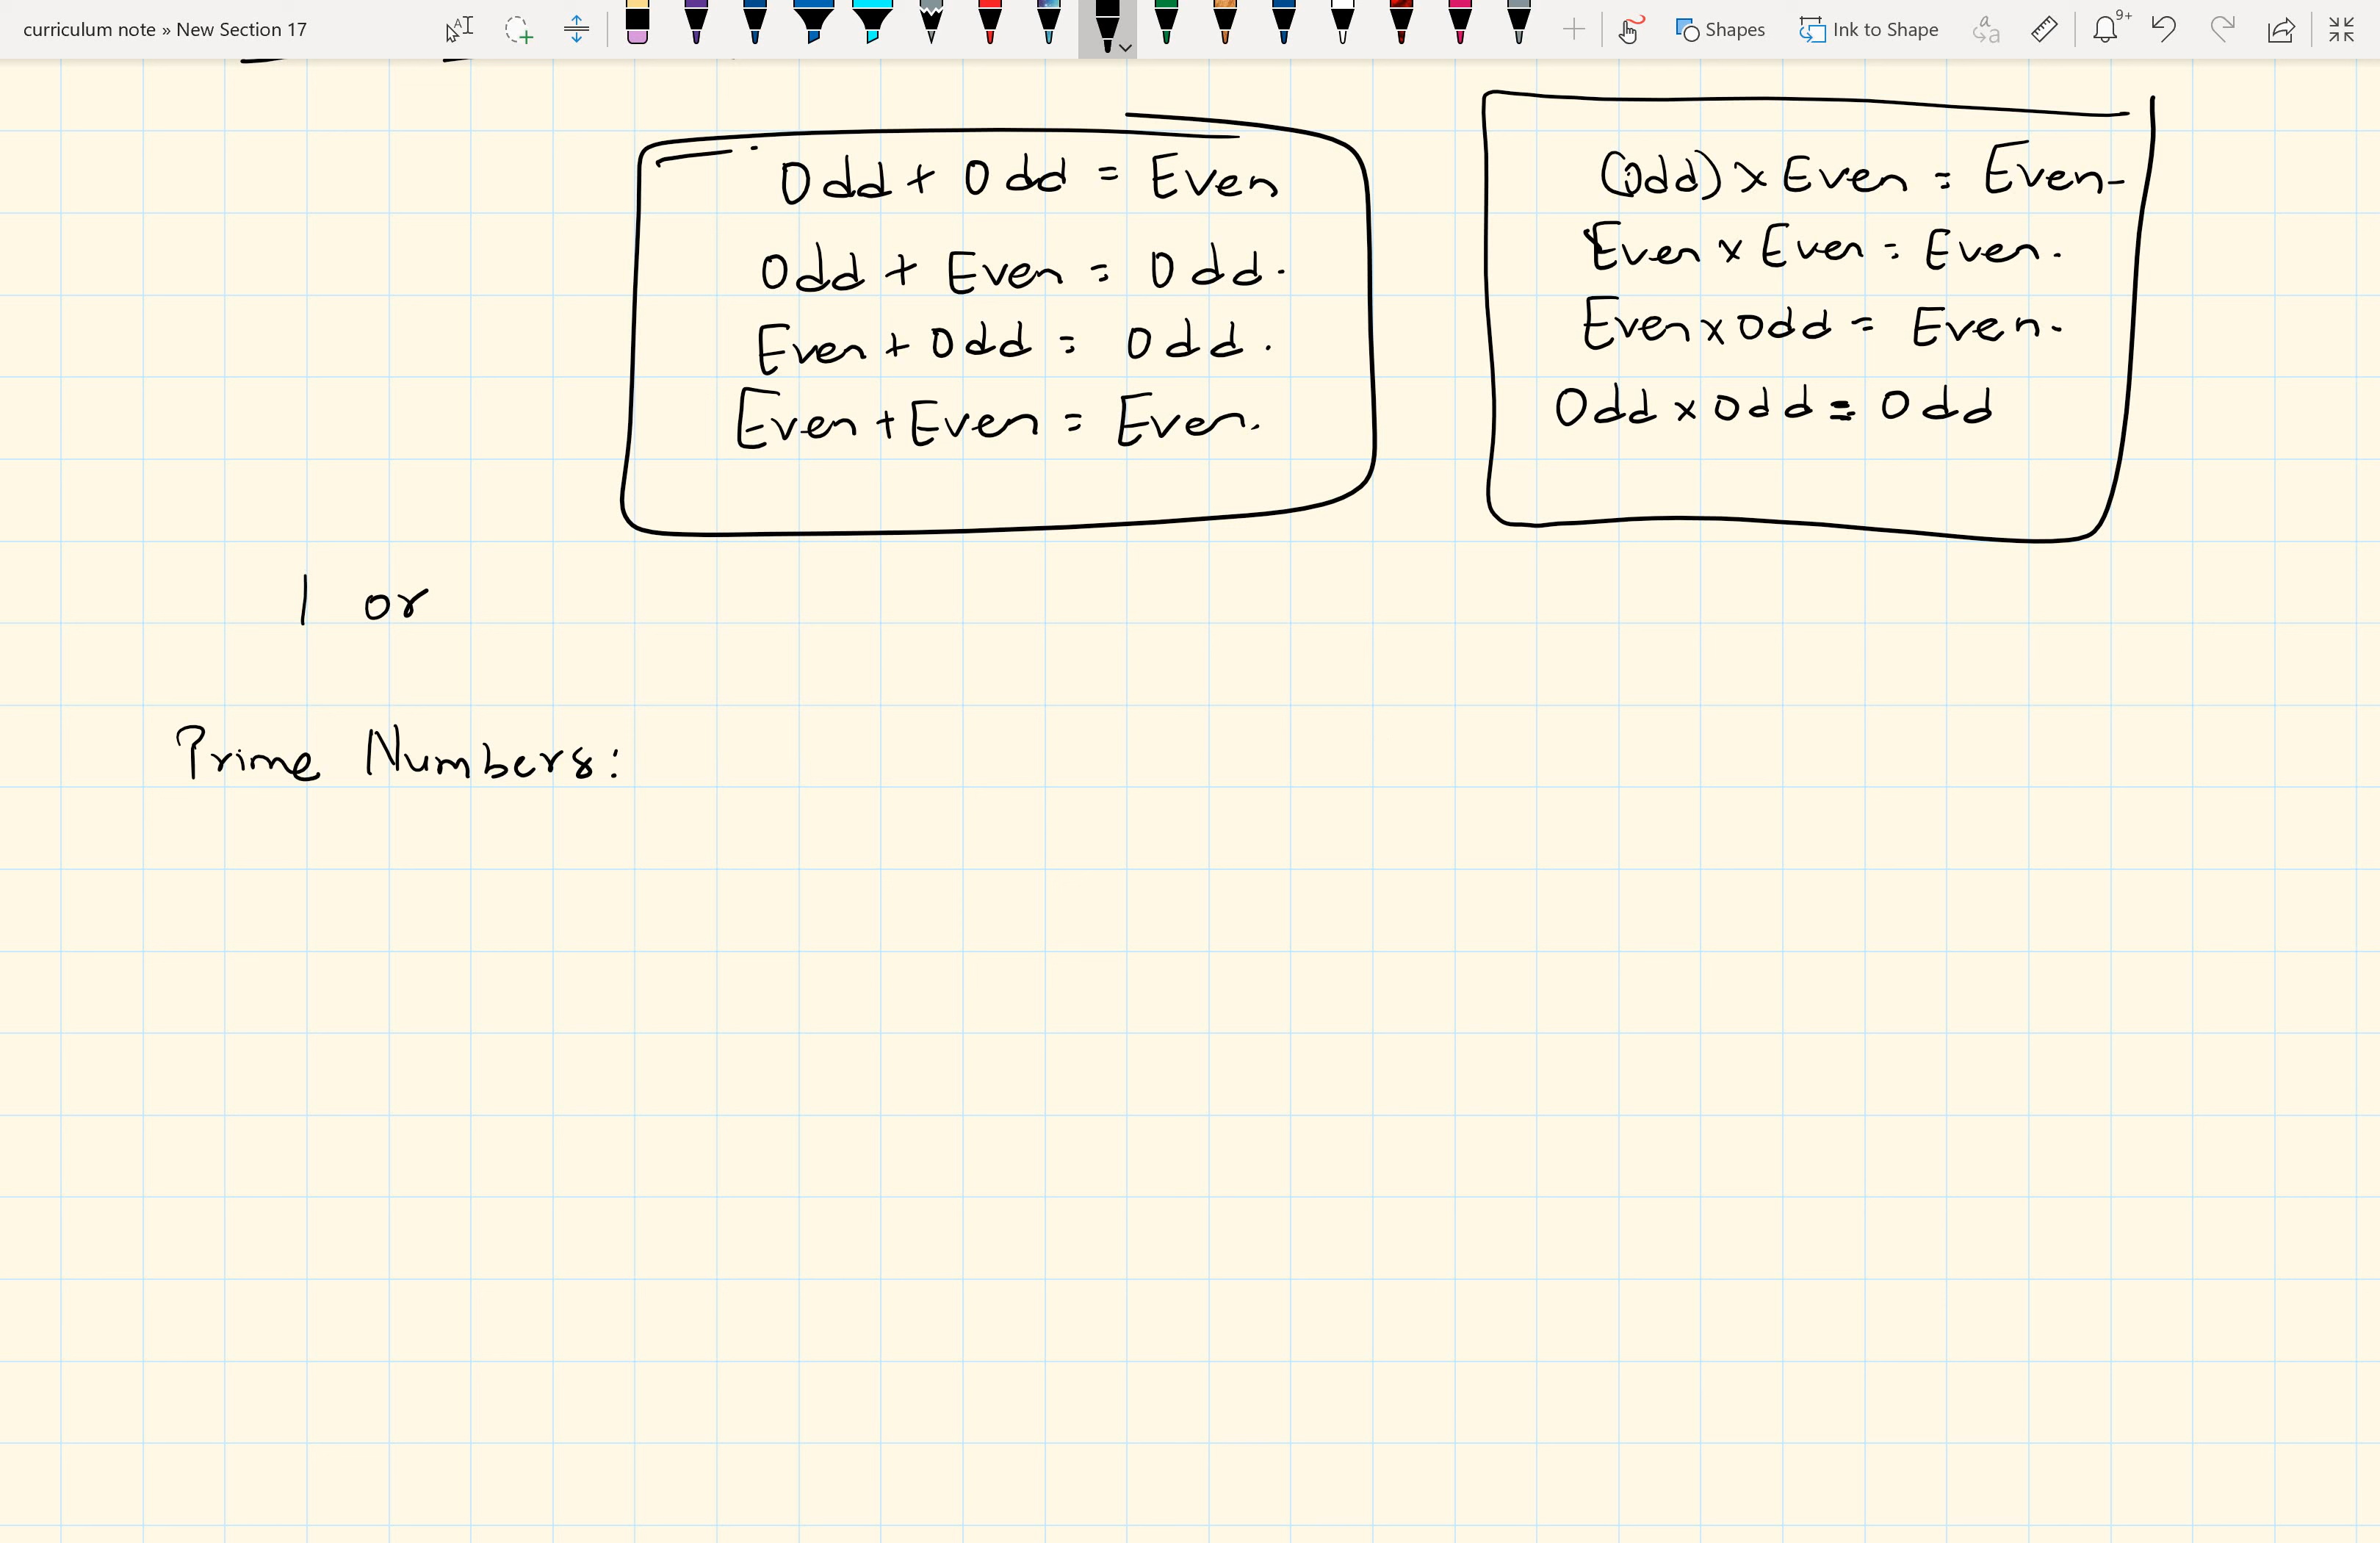 curriculum note » New Section 17
Shapes
Ink to Shape
9+
Odd + Odd = Even
Odd + Even = Odd.
Even + Odd = Odd.
Even + Even = Even.
(Odd) x Even = Even-
Even x Even = Even.
Even x Odd = Even.
Odd x Odd = Odd
1 or
Prime Numbers: